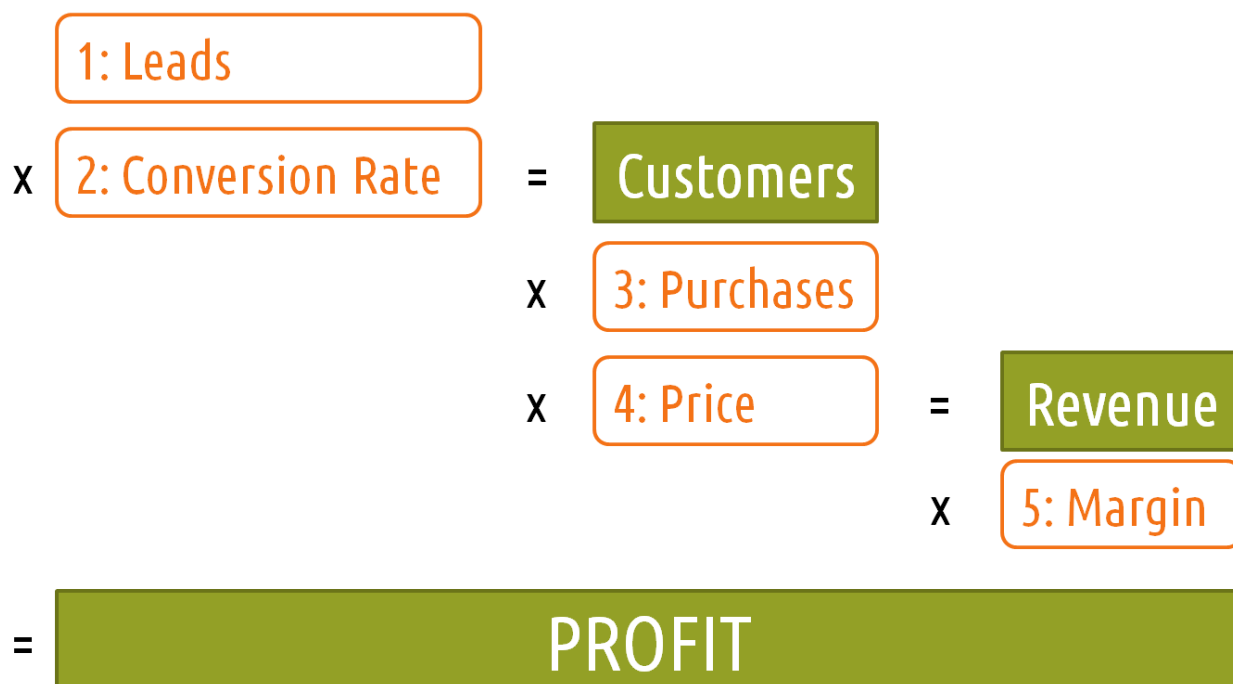 1: Leads
x 2: Conversion Rate = Customers
x 3: Purchases
x 4: Price = Revenue
x 5: Margin
= PROFIT